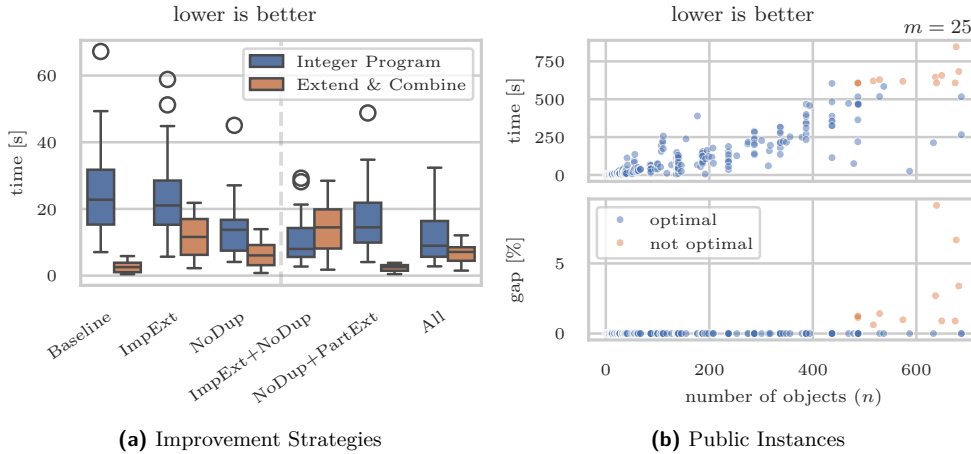 lower is better
time [s]
60
40
20
0
Integer Program
Extend & Combine
Baseline
ImpExt
NoDup
ImpExt+NoDup
NoDup+PartExt
All
(a) Improvement Strategies
lower is better
m = 25
time [s]
750
500
250
0
gap [%]
5
0
optimal
not optimal
0 200 400 600
number of objects (n)
(b) Public Instances